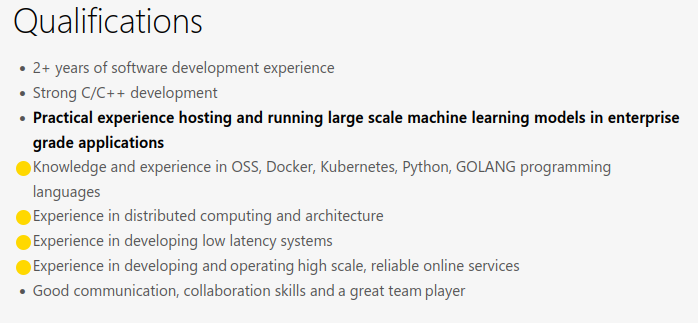 Qualifications
2+ years of software development experience
Strong C/C++ development
Practical experience hosting and running large scale machine learning models in enterprise
grade applications
Knowledge and experience in OSS, Docker, Kubernetes, Python, GOLANG programming
languages
Experience in distributed computing and architecture
Experience in developing low latency systems
Experience in developing and operating high scale, reliable online services
Good communication, collaboration skills and a great team player